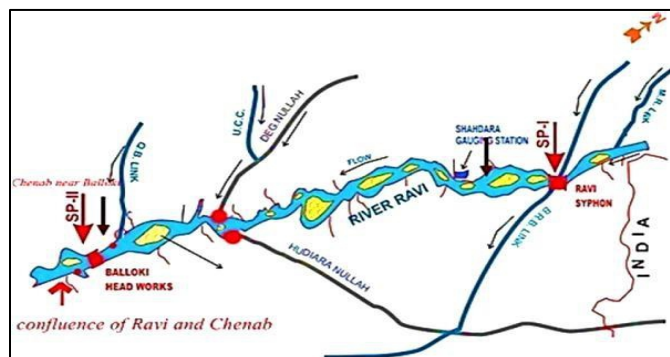 N
M.R. LINK
U.C.C.
DEG NULLAH
SHAHDARA
GAUGING STATION
SP-I
Q.B. LINK
FLOW
Chenab near Balloki
SP-II
RIVER RAVI
RAVI
SYPHON
B.R.B. LINK
INDIA
BALLOKI
HEAD WORKS
HUDIARA NULLAH
confluence of Ravi and Chenab